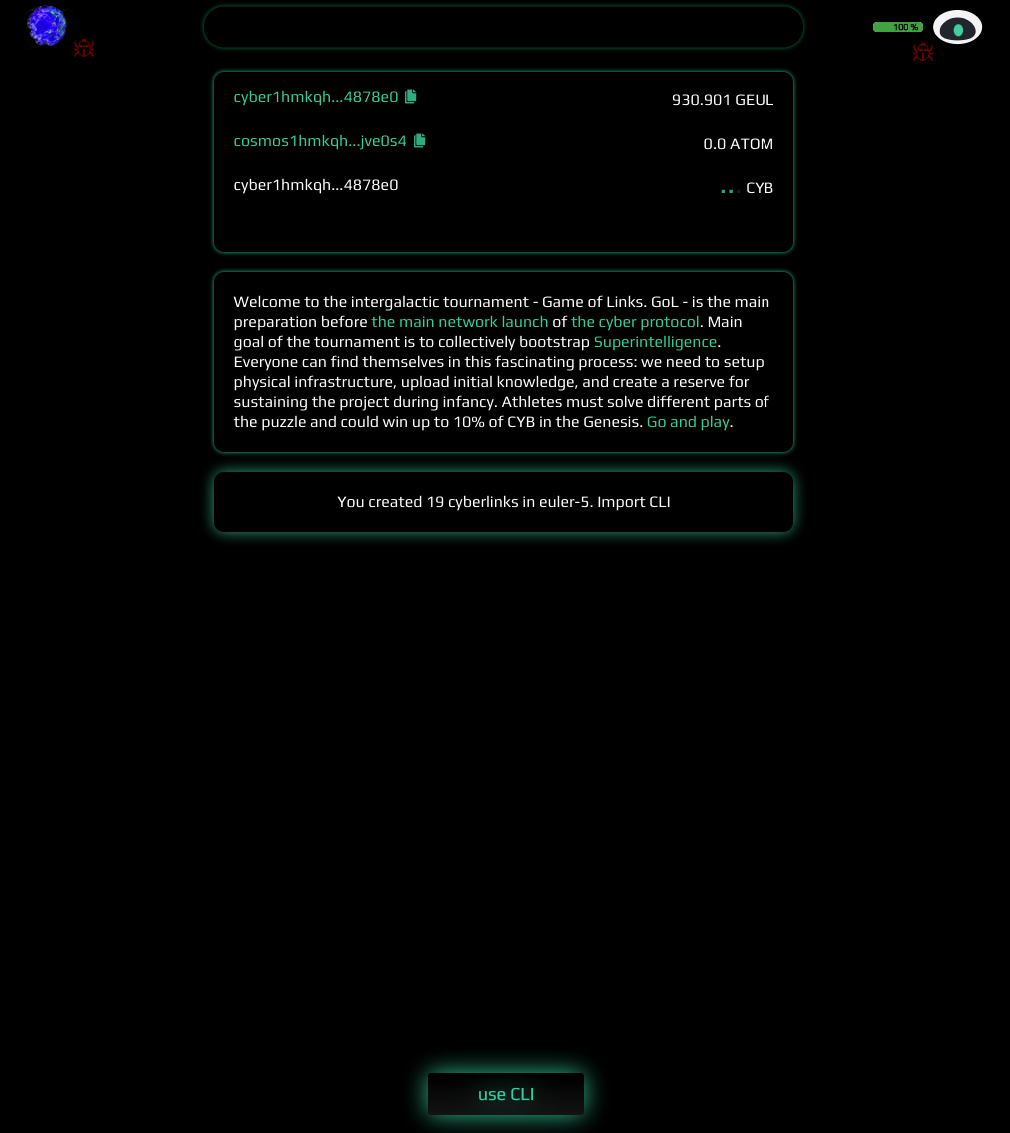 100 %
cyber1hmkqh...4878e0
930.901 GEUL
cosmos1hmkqh...jve0s4
0.0 ATOM
cyber1hmkqh...4878e0
.. CYB
Welcome to the intergalactic tournament - Game of Links. GoL - is the main
preparation before the main network launch of the cyber protocol. Main
goal of the tournament is to collectively bootstrap Superintelligence.
Everyone can find themselves in this fascinating process: we need to setup
physical infrastructure, upload initial knowledge, and create a reserve for
sustaining the project during infancy. Athletes must solve different parts of
the puzzle and could win up to 10% of CYB in the Genesis. Go and play.
You created 19 cyberlinks in euler-5. Import CLI
use CLI